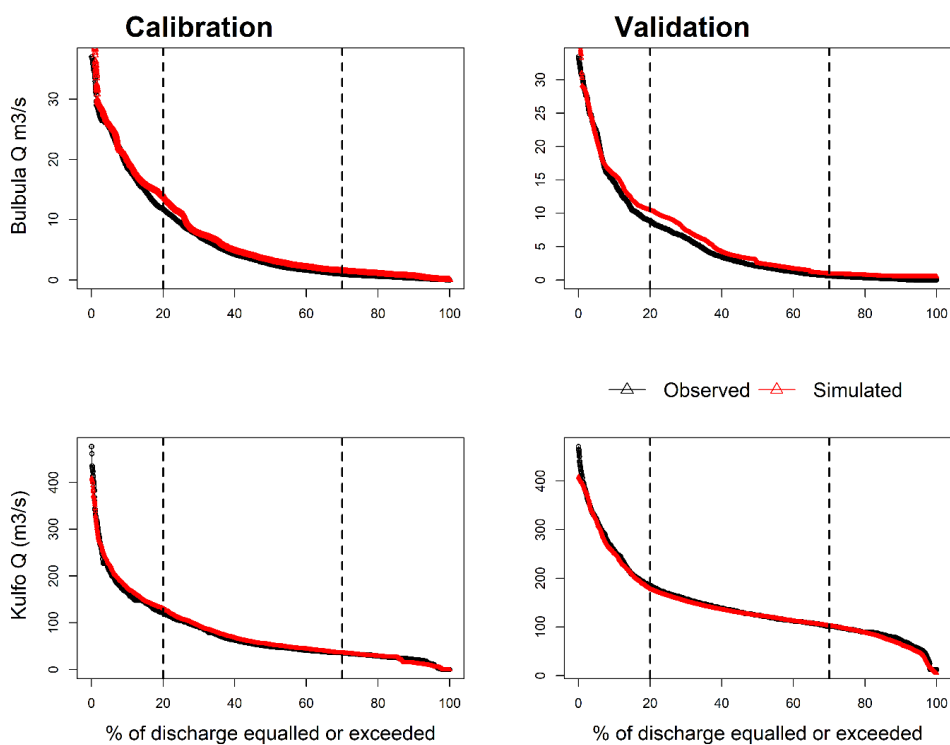 Calibration Validation
Bulbula Q m3/s
30
20
10
0
0 20 40 60 80 100
30
25
20
15
10
5
0
0 20 40 60 80 100
Observed Simulated
Kulfo Q (m3/s)
400
300
200
100
0
0 20 40 60 80 100
% of discharge equalled or exceeded
400
300
200
100
0
0 20 40 60 80 100
% of discharge equalled or exceeded